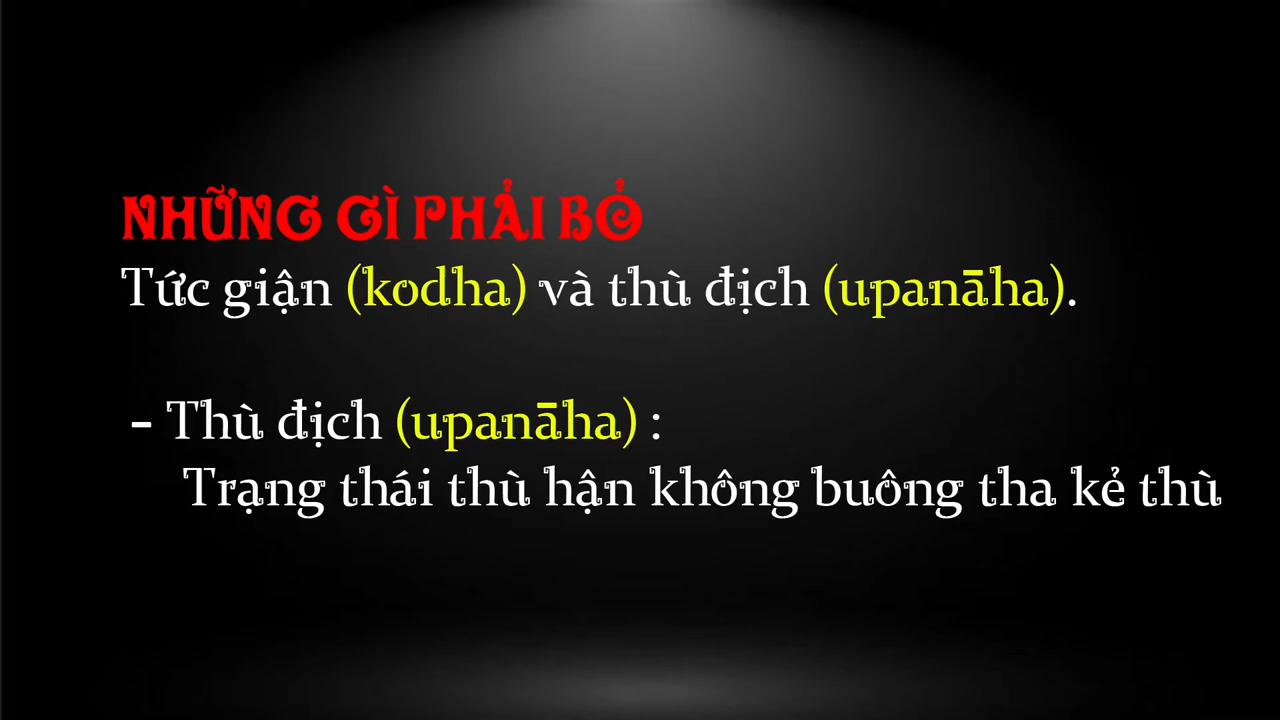 NHỮNG GÌ PHẢI BỎ
Tức giận (kodha) và thù địch (upanāha).
- Thù địch (upanāha) :
Trạng thái thù hận không buông tha kẻ thù